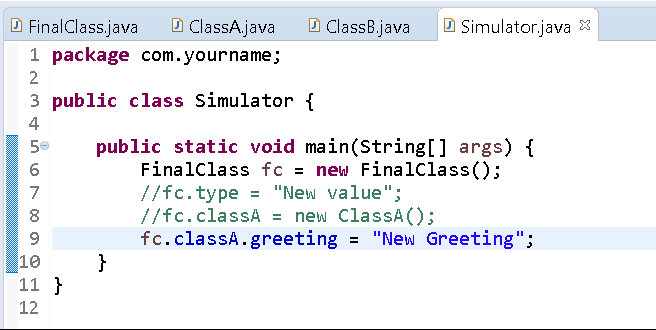 FinalClass.java ClassA.java ClassB.java Simulator.java
1 package com.yourname;
2
3 public class Simulator {
4
5 public static void main(String[] args) {
6 FinalClass fc = new FinalClass();
7 //fc.type = "New value";
8 //fc.classA = new ClassA();
9 fc.classA.greeting = "New Greeting";
10 }
11 }
12